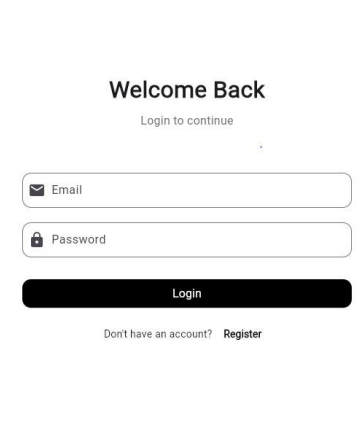 Welcome Back
Login to continue
Email
Password
Login
Don't have an account? Register